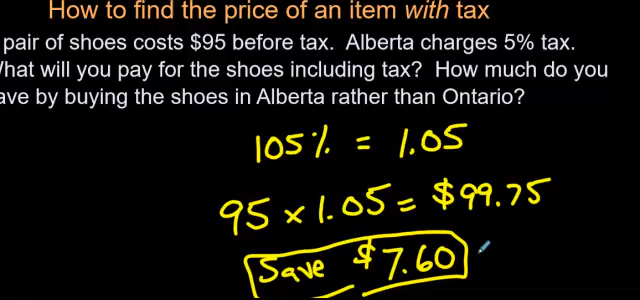 How to find the price of an item with tax
pair of shoes costs $95 before tax. Alberta charges 5% tax.
What will you pay for the shoes including tax? How much do you
ave by buying the shoes in Alberta rather than Ontario?
105% = 1.05
95 × 1.05 = $99.75
Save $7.60